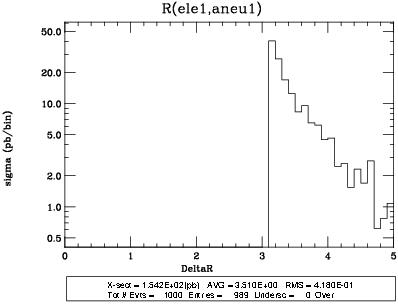 R(ele1,aneu1)
50.0
20.0
10.0
5.0
2.0
1.0
0.5
sigma (pb/bin)
0 1 2 3 4 5
DeltaR
X-sect = 1.542E+02(pb) AVG = 3.510E+00 RMS = 4.180E-01
Tot # Evts = 1000 Entries = 989 Undersc = 0 Over